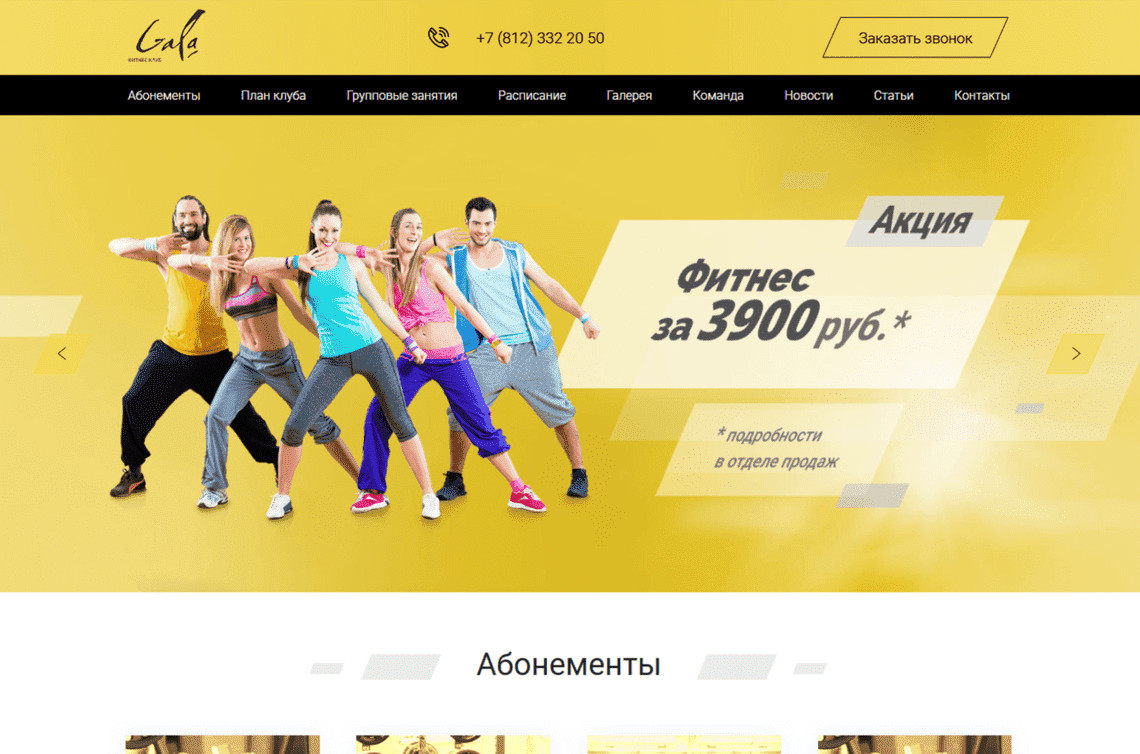 Gala
ФИТНЕС КЛУБ
+7 (812) 332 20 50
Заказать звонок
Абонементы План клуба Групповые занятия Расписание Галерея Команда Новости Статьи Контакты
Акция
Фитнес
за 3900 руб.*
* подробности
в отделе продаж
Абонементы